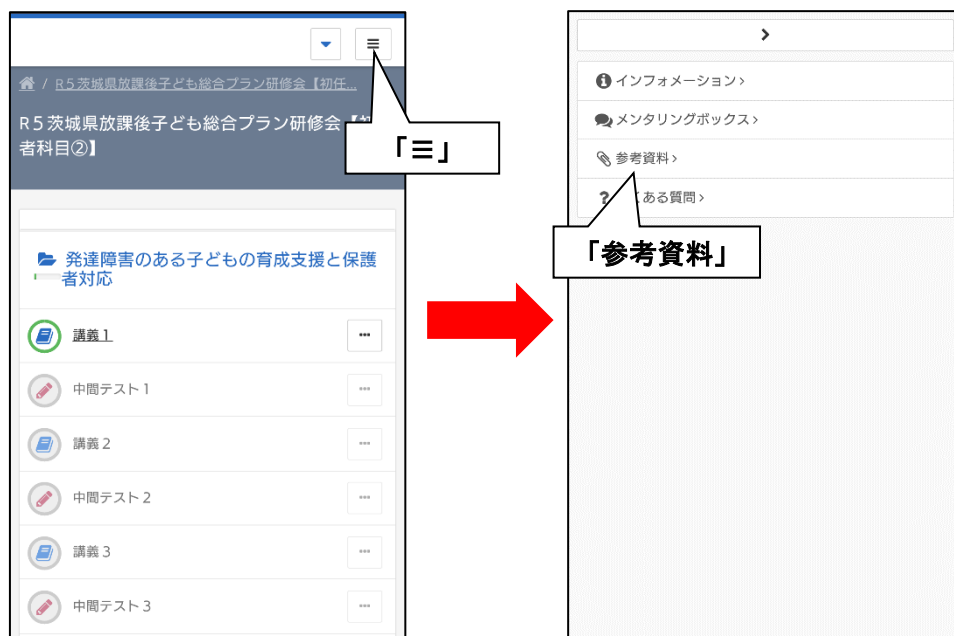 / R5茨城県放課後子ども総合プラン研修会【初任...
R5茨城県放課後子ども総合プラン研修会【初
者科目②】
「≡」
発達障害のある子どもの育成支援と保護
者対応
講義1
中間テスト1
講義2
中間テスト2
講義3
中間テスト3
インフォメーション›
メンタリングボックス›
参考資料›
くある質問›
「参考資料」